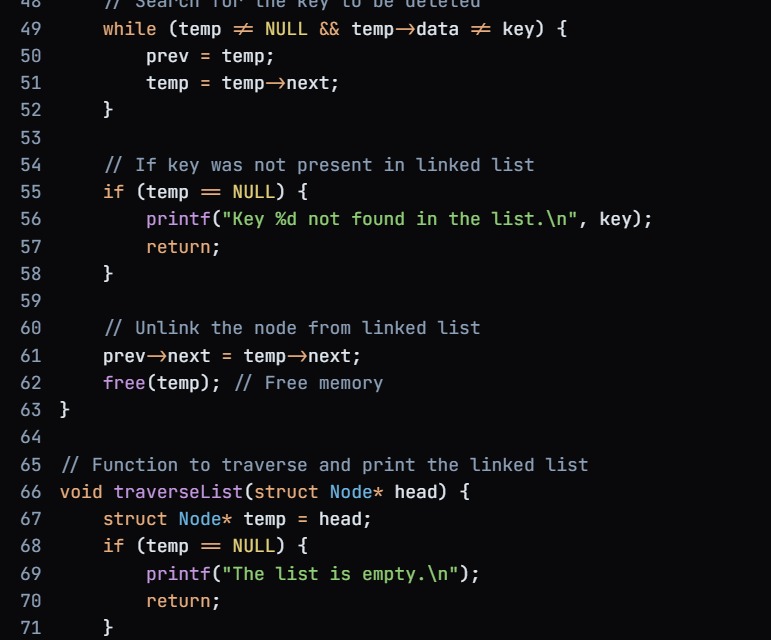 48     // Search for the key to be deleted
49     while (temp != NULL && temp->data != key) {
50         prev = temp;
51         temp = temp->next;
52     }
53
54     // If key was not present in linked list
55     if (temp == NULL) {
56         printf("Key %d not found in the list.\n", key);
57         return;
58     }
59
60     // Unlink the node from linked list
61     prev->next = temp->next;
62     free(temp); // Free memory
63 }
64
65 // Function to traverse and print the linked list
66 void traverseList(struct Node* head) {
67     struct Node* temp = head;
68     if (temp == NULL) {
69         printf("The list is empty.\n");
70         return;
71     }